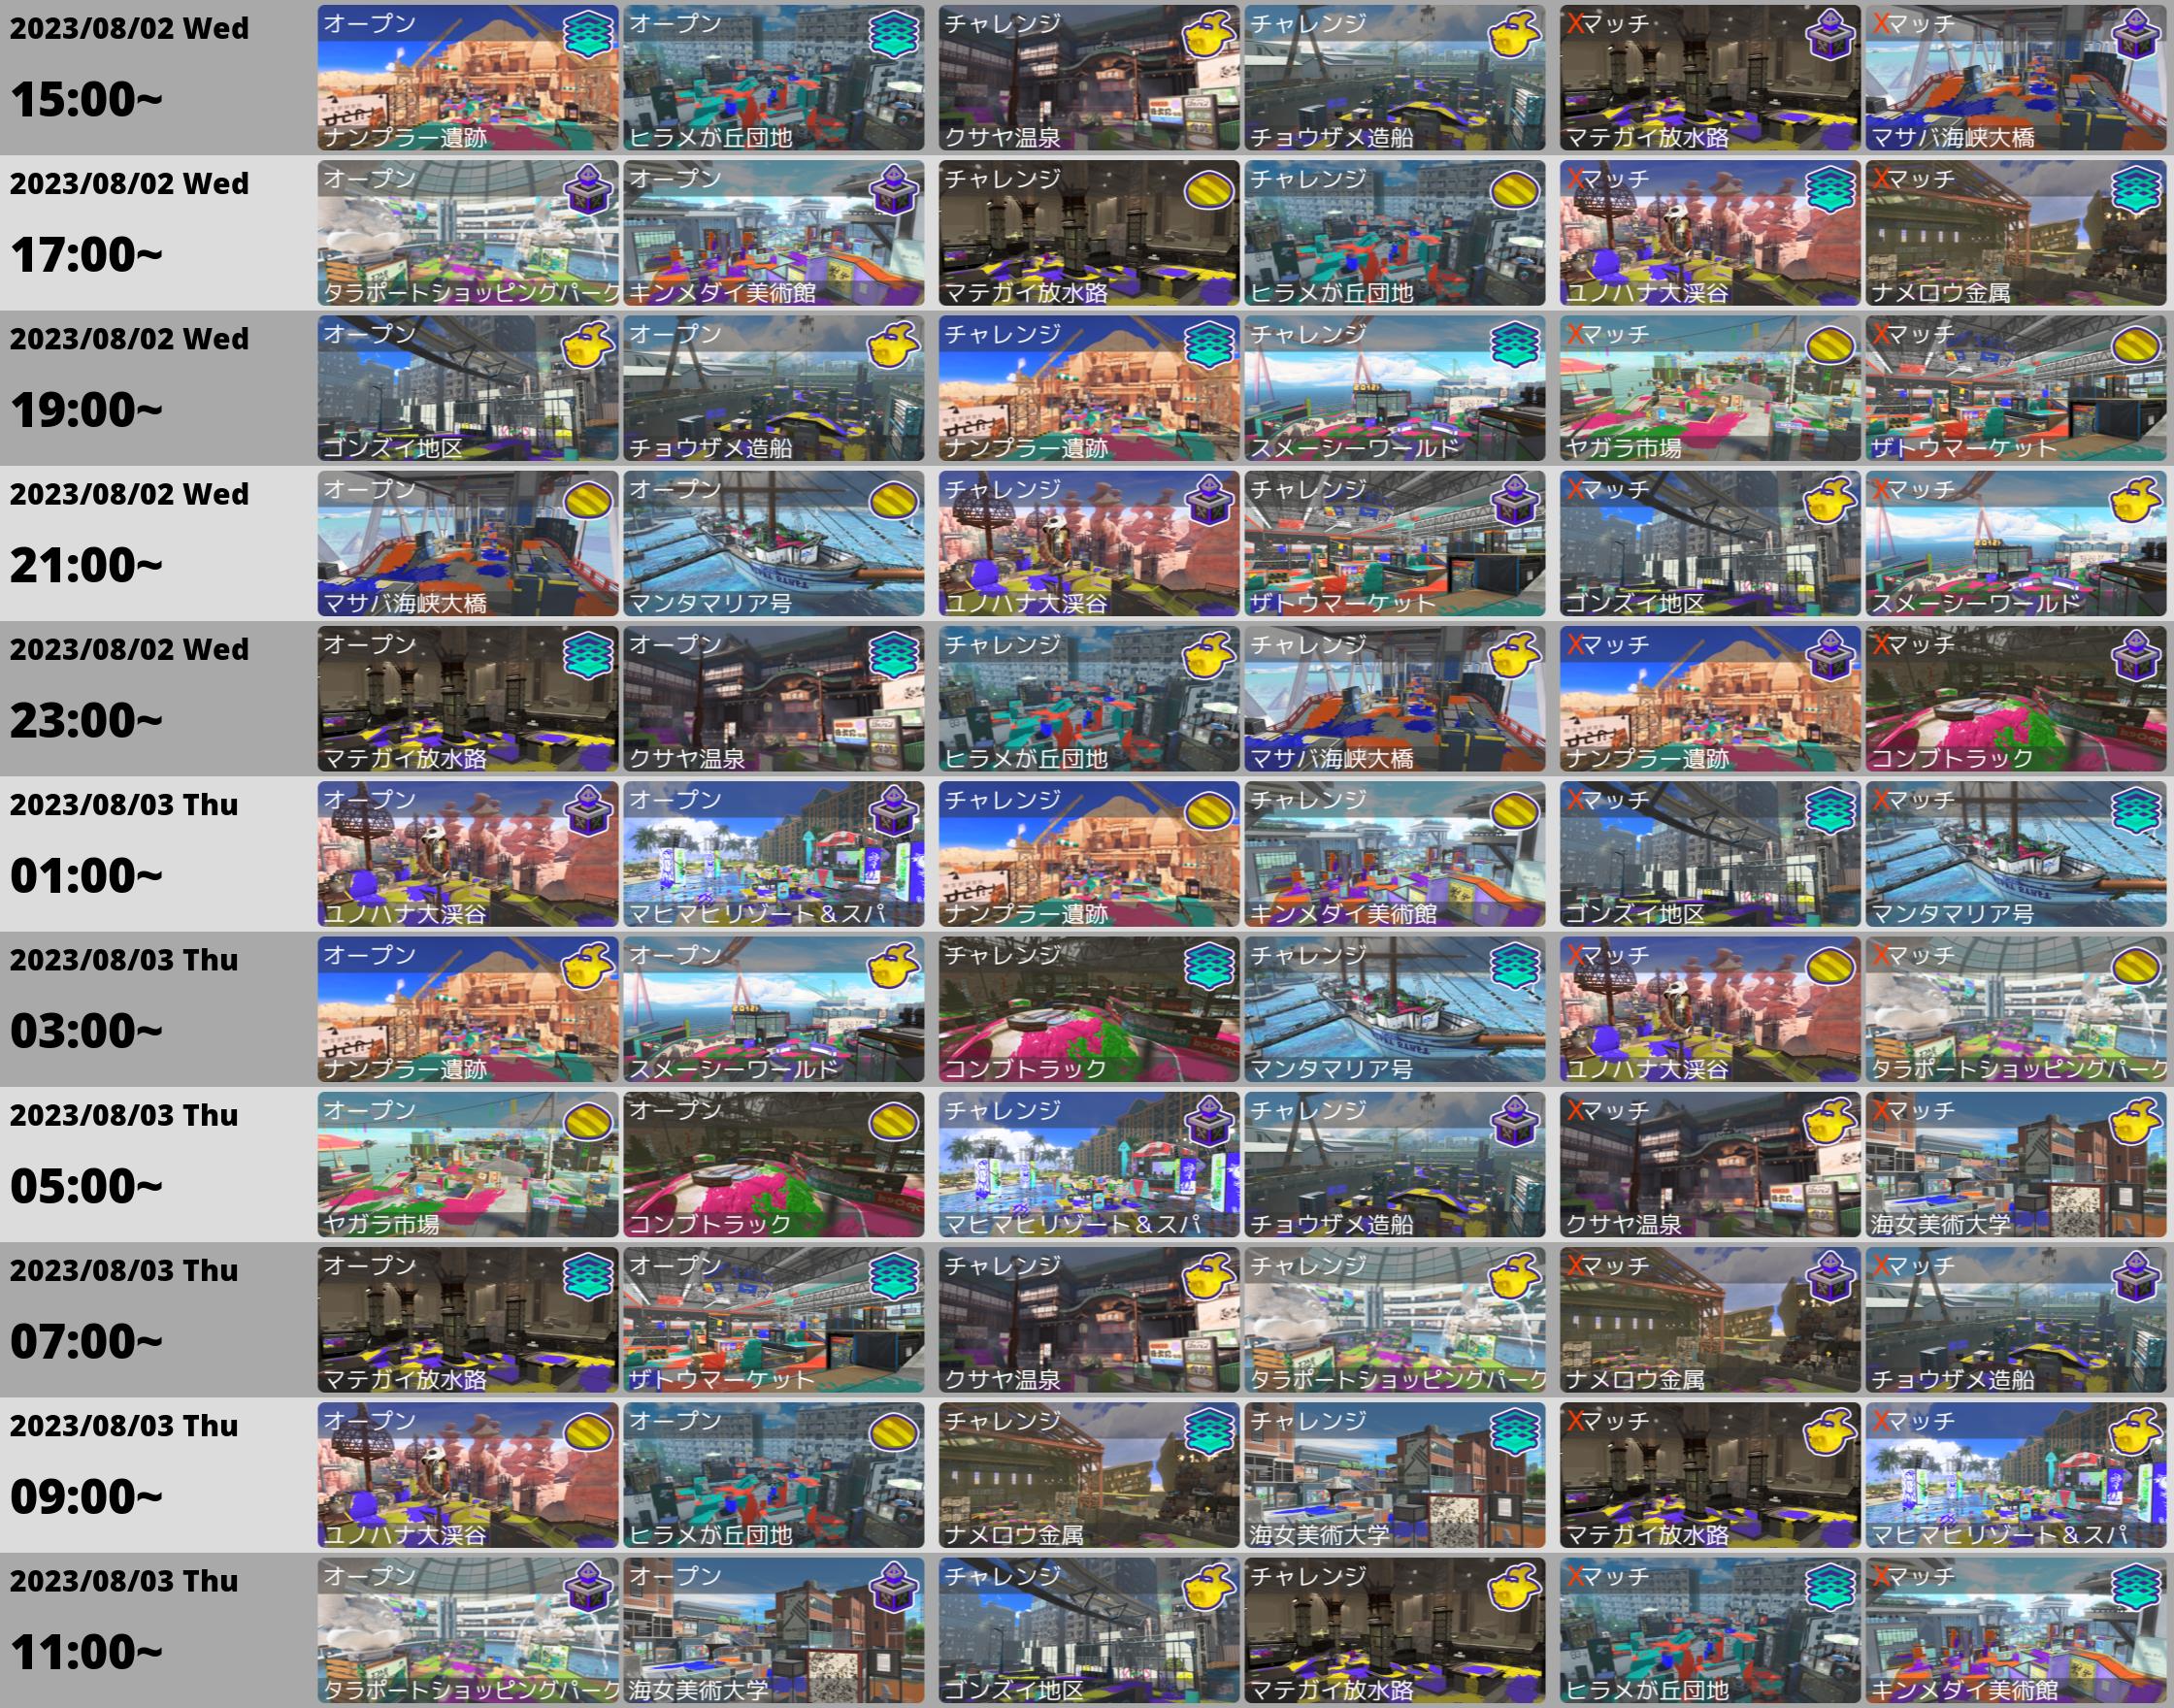 2023/08/02 Wed
15:00~
オープン
ナンプラー遺跡
オープン
ヒラメが丘団地
チャレンジ
クサヤ温泉
チャレンジ
チョウザメ造船
Xマッチ
マテガイ放水路
Xマッチ
マサバ海峡大橋
2023/08/02 Wed
17:00~
オープン
タラポートショッピングパーク
オープン
キンメダイ美術館
チャレンジ
マテガイ放水路
チャレンジ
ヒラメが丘団地
Xマッチ
ユノハナ大渓谷
Xマッチ
ナメロウ金属
2023/08/02 Wed
19:00~
オープン
ゴンズイ地区
オープン
チョウザメ造船
チャレンジ
ナンプラー遺跡
チャレンジ
スメーシーワールド
Xマッチ
ヤガラ市場
Xマッチ
ザトウマーケット
2023/08/02 Wed
21:00~
オープン
マサバ海峡大橋
オープン
マンタマリア号
チャレンジ
ユノハナ大渓谷
チャレンジ
ザトウマーケット
Xマッチ
ゴンズイ地区
Xマッチ
スメーシーワールド
2023/08/02 Wed
23:00~
オープン
マテガイ放水路
オープン
クサヤ温泉
チャレンジ
ヒラメが丘団地
チャレンジ
マサバ海峡大橋
Xマッチ
ナンプラー遺跡
Xマッチ
コンブトラック
2023/08/03 Thu
01:00~
オープン
ユノハナ大渓谷
オープン
マヒマヒリゾート＆スパ
チャレンジ
ナンプラー遺跡
チャレンジ
キンメダイ美術館
Xマッチ
ゴンズイ地区
Xマッチ
マンタマリア号
2023/08/03 Thu
03:00~
オープン
ナンプラー遺跡
オープン
スメーシーワールド
チャレンジ
コンブトラック
チャレンジ
マンタマリア号
Xマッチ
ユノハナ大渓谷
Xマッチ
タラポートショッピングパーク
2023/08/03 Thu
05:00~
オープン
ヤガラ市場
オープン
コンブトラック
チャレンジ
マヒマヒリゾート＆スパ
チャレンジ
チョウザメ造船
Xマッチ
クサヤ温泉
Xマッチ
海女美術大学
2023/08/03 Thu
07:00~
オープン
マテガイ放水路
オープン
ザトウマーケット
チャレンジ
クサヤ温泉
チャレンジ
タラポートショッピングパーク
Xマッチ
ナメロウ金属
Xマッチ
チョウザメ造船
2023/08/03 Thu
09:00~
オープン
ユノハナ大渓谷
オープン
ヒラメが丘団地
チャレンジ
ナメロウ金属
チャレンジ
海女美術大学
Xマッチ
マテガイ放水路
Xマッチ
マヒマヒリゾート＆スパ
2023/08/03 Thu
11:00~
オープン
タラポートショッピングパーク
オープン
海女美術大学
チャレンジ
ゴンズイ地区
チャレンジ
マテガイ放水路
Xマッチ
ヒラメが丘団地
Xマッチ
キンメダイ美術館